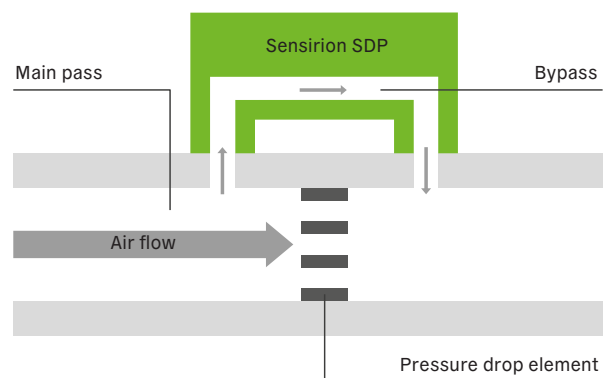 Sensirion SDP
Main pass
Bypass
Air flow
Pressure drop element